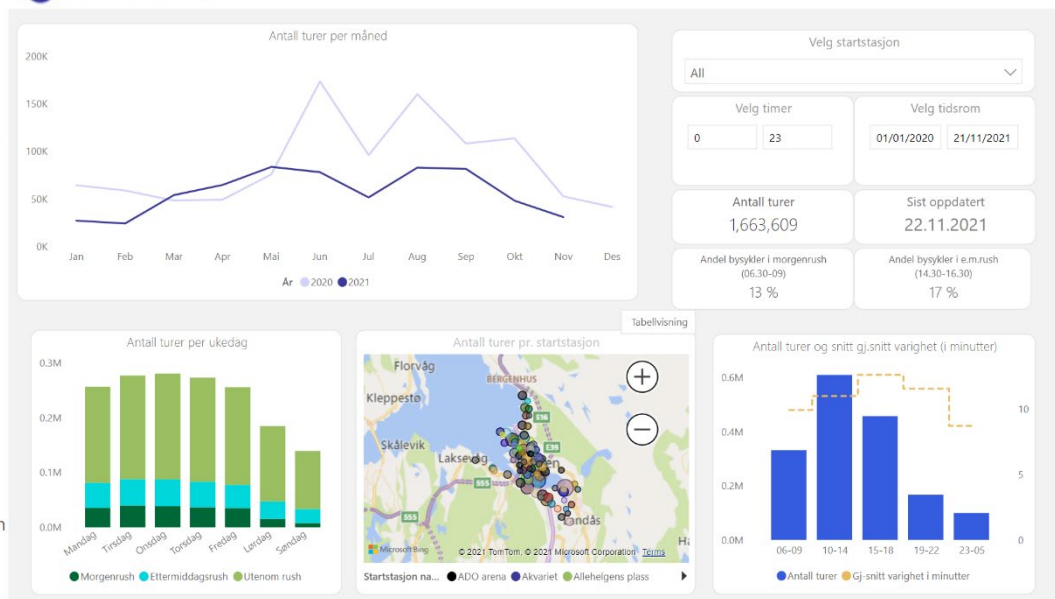 Antall turer per måned
200K
150K
100K
50K
0K
Jan Feb Mar Apr Mai Jun Jul Aug Sep Okt Nov Des
År 2020 2021
Velg startstasjon
All
Velg timer
0 23
Velg tidsrom
01/01/2020 21/11/2021
Antall turer
1,663,609
Sist oppdatert
22.11.2021
Andel bysykler i morgenrush
(06.30-09)
13 %
Andel bysykler i e.m.rush
(14.30-16.30)
17 %
Antall turer per ukedag
0.3M
0.2M
0.1M
0.0M
Mandag Tirsdag Onsdag Torsdag Fredag Lørdag Søndag
Morgenrush Ettermiddagsrush Utenom rush
Tabellvisning
Antall turer pr. startstasjon
Florvåg
BERGENHUS
Kleppestø
E16
E39
Skålevik
Laksevåg
555
555
Landås
Microsoft Bing
© 2021 TomTom, © 2021 Microsoft Corporation Terms
Startstasjon na... ADO arena Akvariet Allehelgens plass
Antall turer og snitt gj.snitt varighet (i minutter)
0.6M
0.4M
0.2M
0.0M
10
5
0
06-09 10-14 15-18 19-22 23-05
Antall turer Gj-snitt varighet i minutter